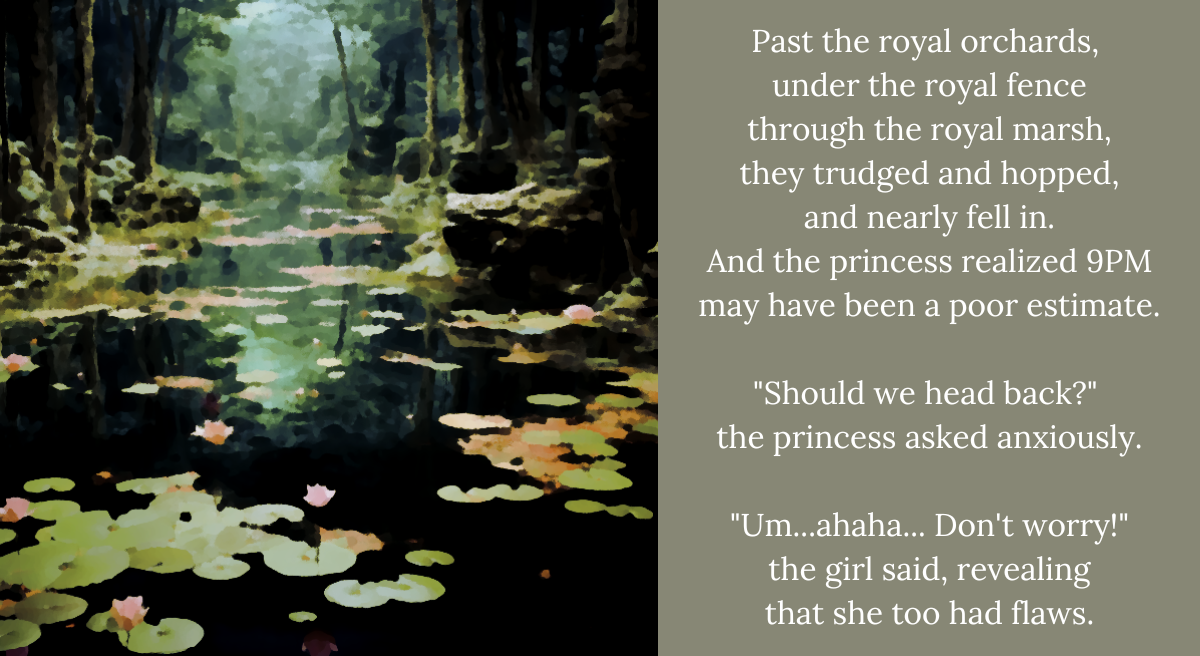 Past the royal orchards,
under the royal fence
through the royal marsh,
they trudged and hopped,
and nearly fell in.
And the princess realized 9PM
may have been a poor estimate.
"Should we head back?"
the princess asked anxiously.
"Um...ahaha... Don't worry!"
the girl said, revealing
that she too had flaws.